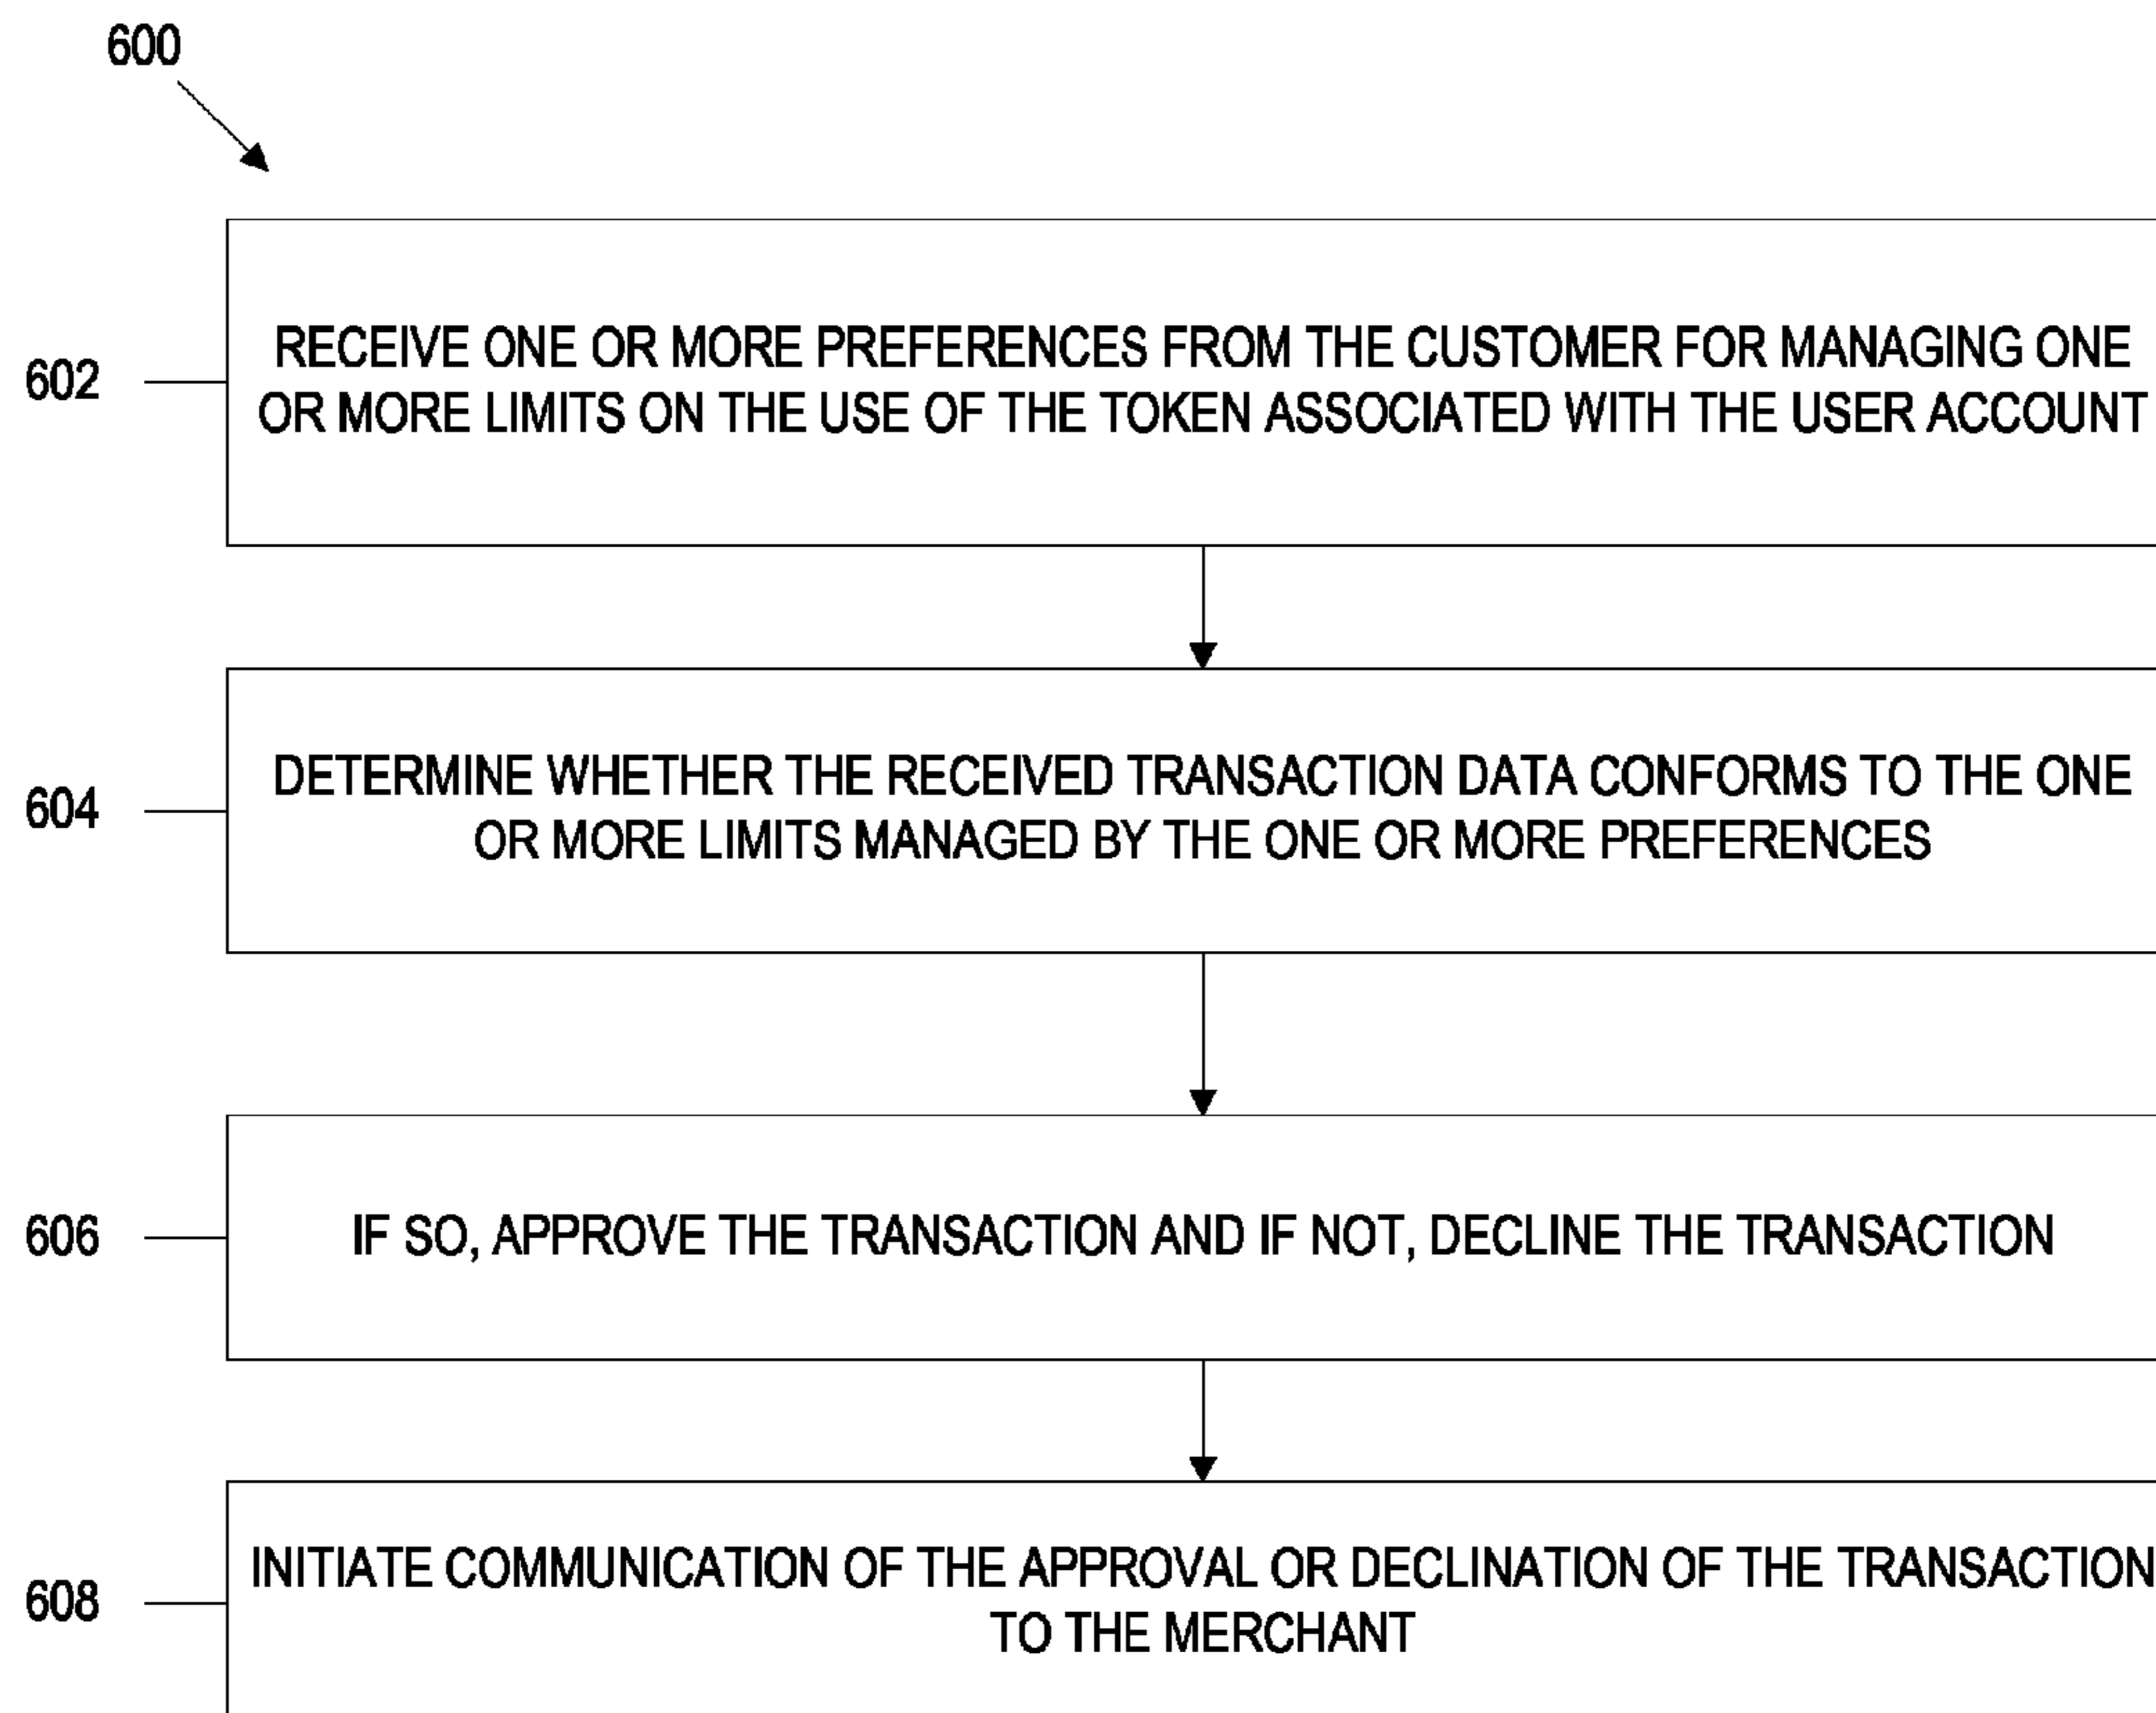 600
602
RECEIVE ONE OR MORE PREFERENCES FROM THE CUSTOMER FOR MANAGING ONE
OR MORE LIMITS ON THE USE OF THE TOKEN ASSOCIATED WITH THE USER ACCOUNT
604
DETERMINE WHETHER THE RECEIVED TRANSACTION DATA CONFORMS TO THE ONE
OR MORE LIMITS MANAGED BY THE ONE OR MORE PREFERENCES
606
IF SO, APPROVE THE TRANSACTION AND IF NOT, DECLINE THE TRANSACTION
608
INITIATE COMMUNICATION OF THE APPROVAL OR DECLINATION OF THE TRANSACTION
TO THE MERCHANT